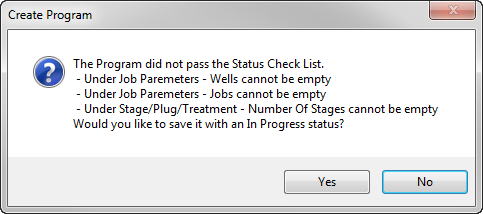 Create Program
The Program did not pass the Status Check List.
- Under Job Paremeters - Wells cannot be empty
- Under Job Paremeters - Jobs cannot be empty
- Under Stage/Plug/Treatment - Number Of Stages cannot be empty
Would you like to save it with an In Progress status?
Yes
No